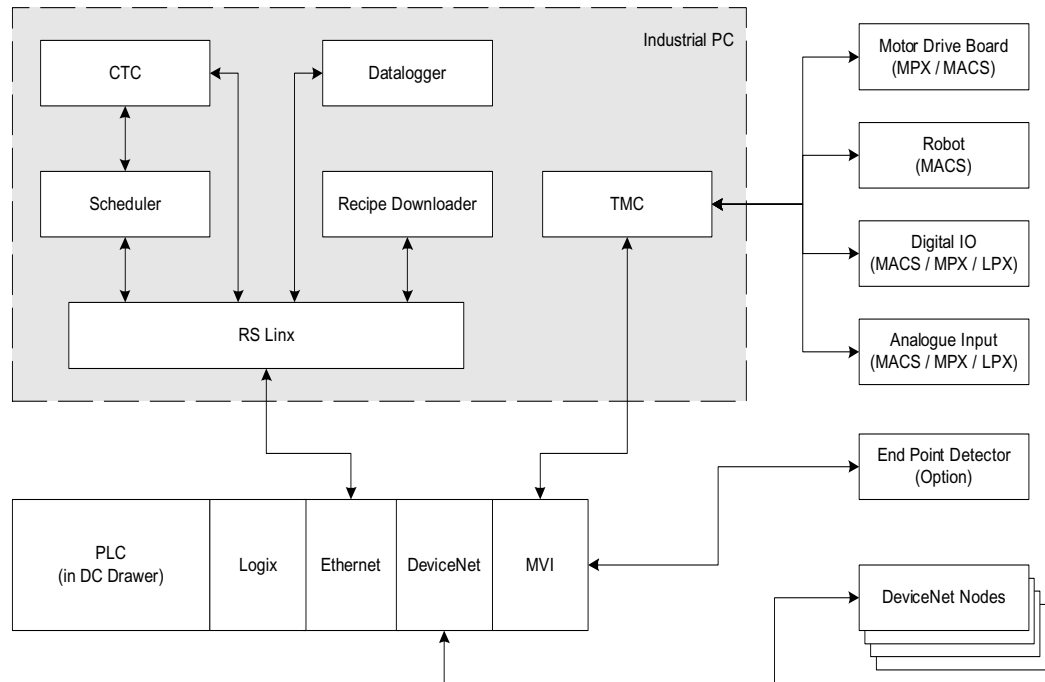 Industrial PC
CTC
Datalogger
Scheduler
Recipe Downloader
TMC
RS Linx
Motor Drive Board
(MPX / MACS)
Robot
(MACS)
Digital IO
(MACS / MPX / LPX)
Analogue Input
(MACS / MPX / LPX)
End Point Detector
(Option)
PLC
(in DC Drawer)
Logix
Ethernet
DeviceNet
MVI
DeviceNet Nodes